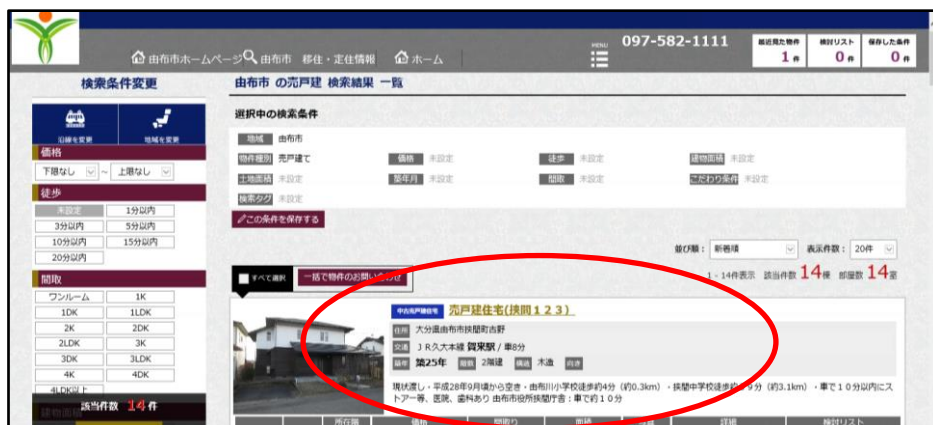 由布市ホームページ 由布市 移住・定住情報 ホーム
MENU
097-582-1111
最近見た物件 1件
検討リスト 0件
保存した条件 0件
検索条件変更
沿線を変更 地域を変更
価格
下限なし ~ 上限なし
徒歩
未設定 1分以内
3分以内 5分以内
10分以内 15分以内
20分以内
間取
ワンルーム 1K
1DK 1LDK
2K 2DK
2LDK 3K
3DK 3LDK
4K 4DK
4LDK以上
該当件数 14件
由布市 の売戸建 検索結果 一覧
選択中の検索条件
地域 由布市
物件種別 売戸建て 価格 未設定 徒歩 未設定 建物面積 未設定
土地面積 未設定 築年月 未設定 間取 未設定 こだわり条件 未設定
検索タグ 未設定
この条件を保存する
並び順： 新着順 表示件数： 20件
すべて選択 一括で物件のお問い合わせ
1 - 14件表示 該当件数 14棟 部屋数 14室
中古売戸建住宅 売戸建住宅(挾間１２３)
住所 大分県由布市挾間町古野
交通 ＪＲ久大本線 賀来駅 / 車8分
築年 築25年 階数 2階建 構造 木造 向き
現状渡し・平成28年9月頃から空き・由布川小学校徒歩約4分（約0.3km）・挾間中学校徒歩約 9分（約3.1km）・車で１０分以内にス
トアー等、医院、歯科あり 由布市役所挾間庁舎：車で約１０分
所在階 価格 間取り 面積 詳細 検討リスト